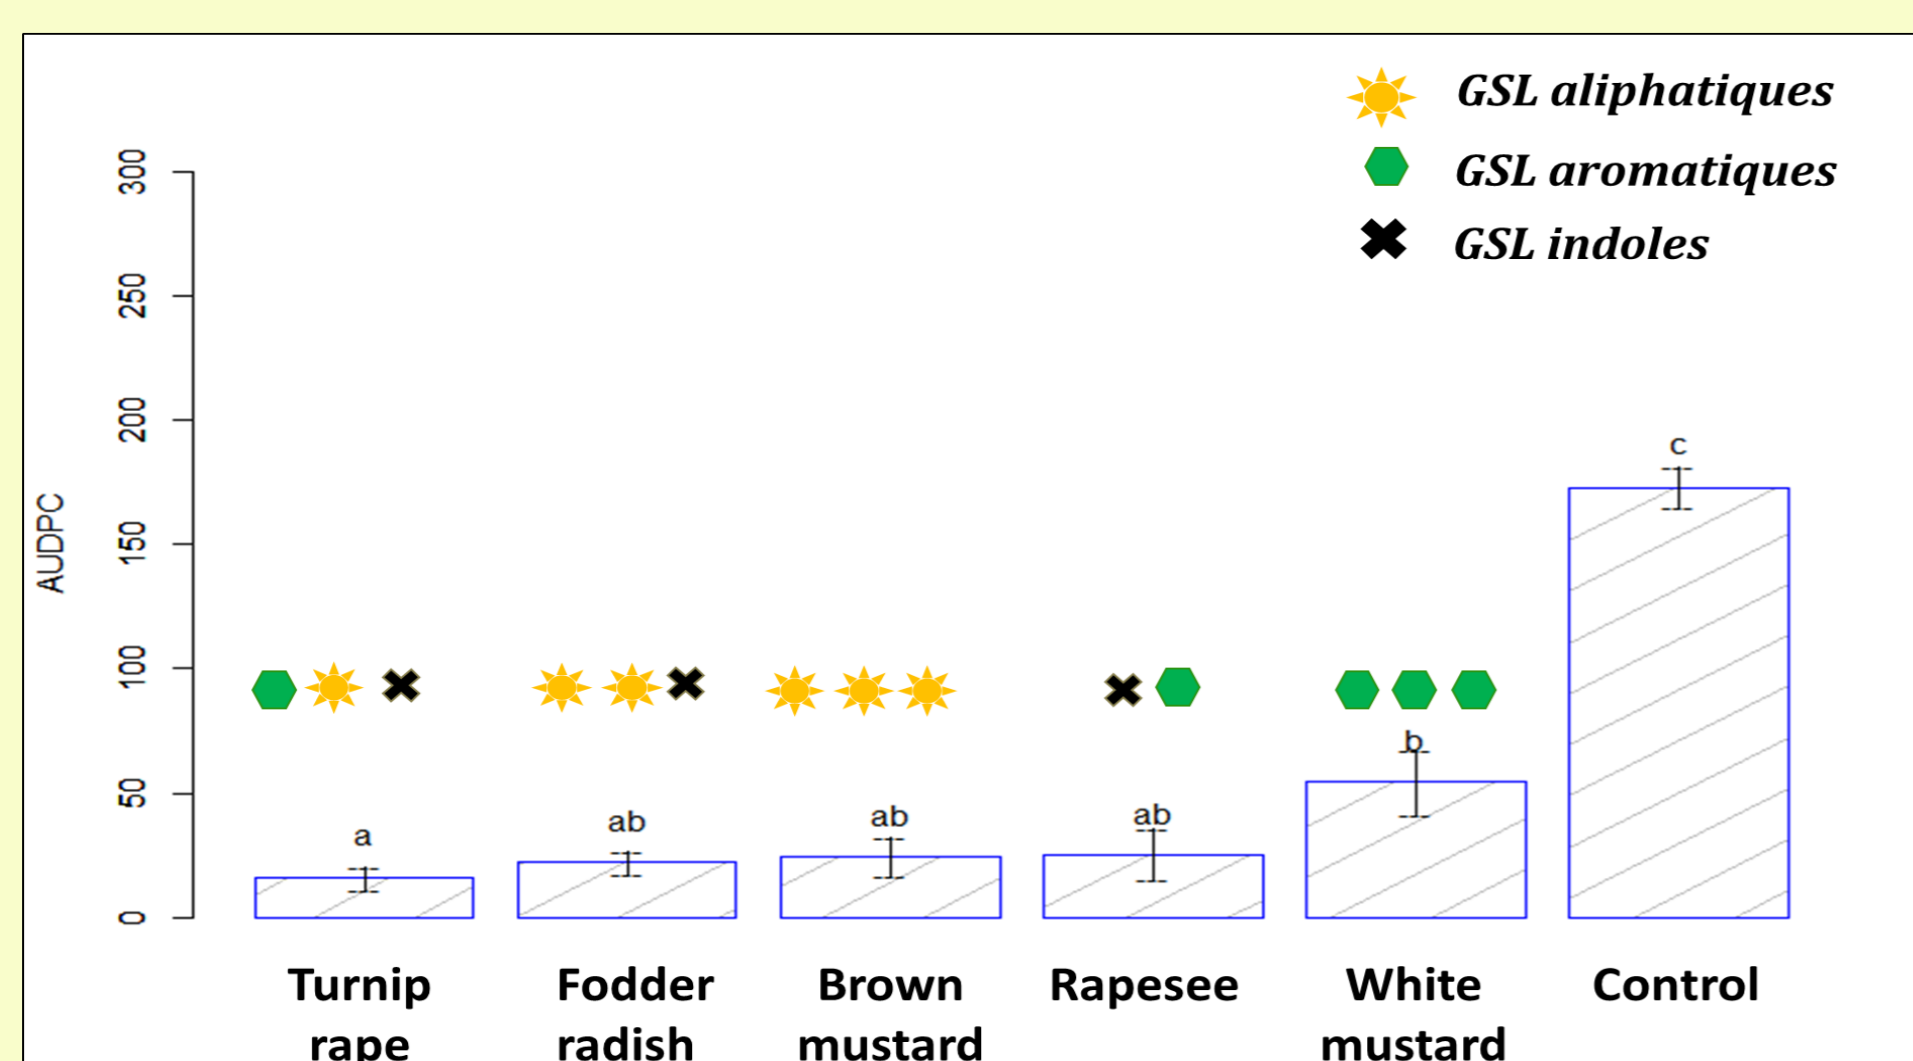 GSL aliphatiques
GSL aromatiques
GSL indoles
300
250
200
150
100
50
0
AUDPC
a
ab
ab
ab
b
c
Turnip
rape
Fodder
radish
Brown
mustard
Rapesee
White
mustard
Control